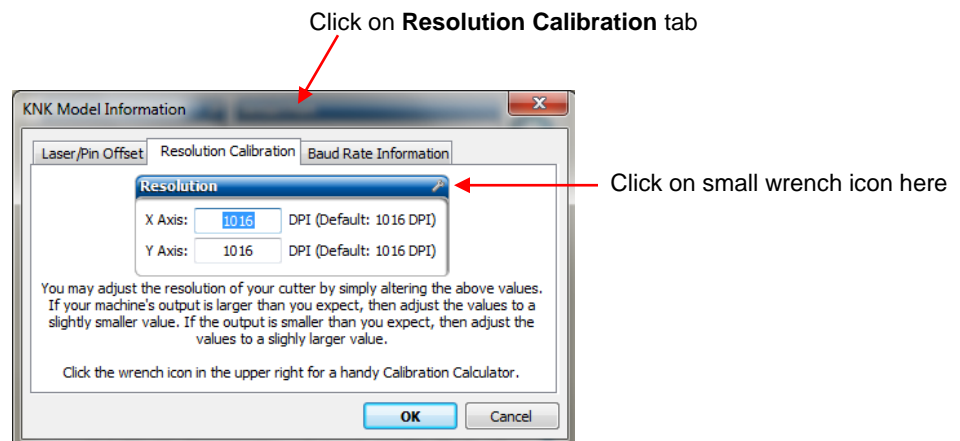 Click on Resolution Calibration tab
KNK Model Information
Laser/Pin Offset Resolution Calibration Baud Rate Information
Resolution
Click on small wrench icon here
X Axis: 1016 DPI (Default: 1016 DPI)
Y Axis: 1016 DPI (Default: 1016 DPI)
You may adjust the resolution of your cutter by simply altering the above values.
If your machine's output is larger than you expect, then adjust the values to a
slightly smaller value. If the output is smaller than you expect, then adjust the
values to a slighly larger value.
Click the wrench icon in the upper right for a handy Calibration Calculator.
OK Cancel